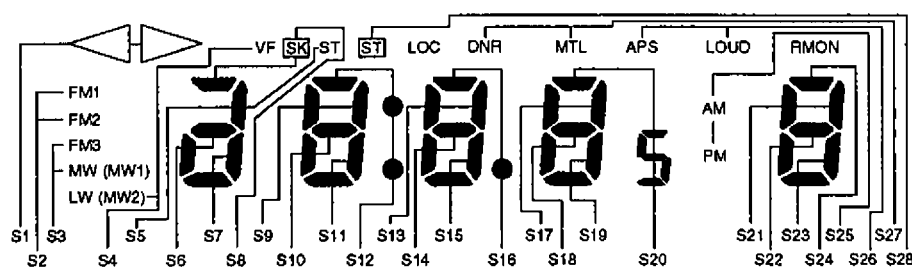 VF SK ST ST LOC DNR MTL APS LOUD RMON
FM1
FM2
FM3
MW (MW1)
LW (MW2)
AM
PM
S1 S3 S5 S7 S9 S11 S13 S15 S17 S19 S21 S23 S25 S27
S2 S4 S6 S8 S10 S12 S14 S16 S18 S20 S22 S24 S26 S28